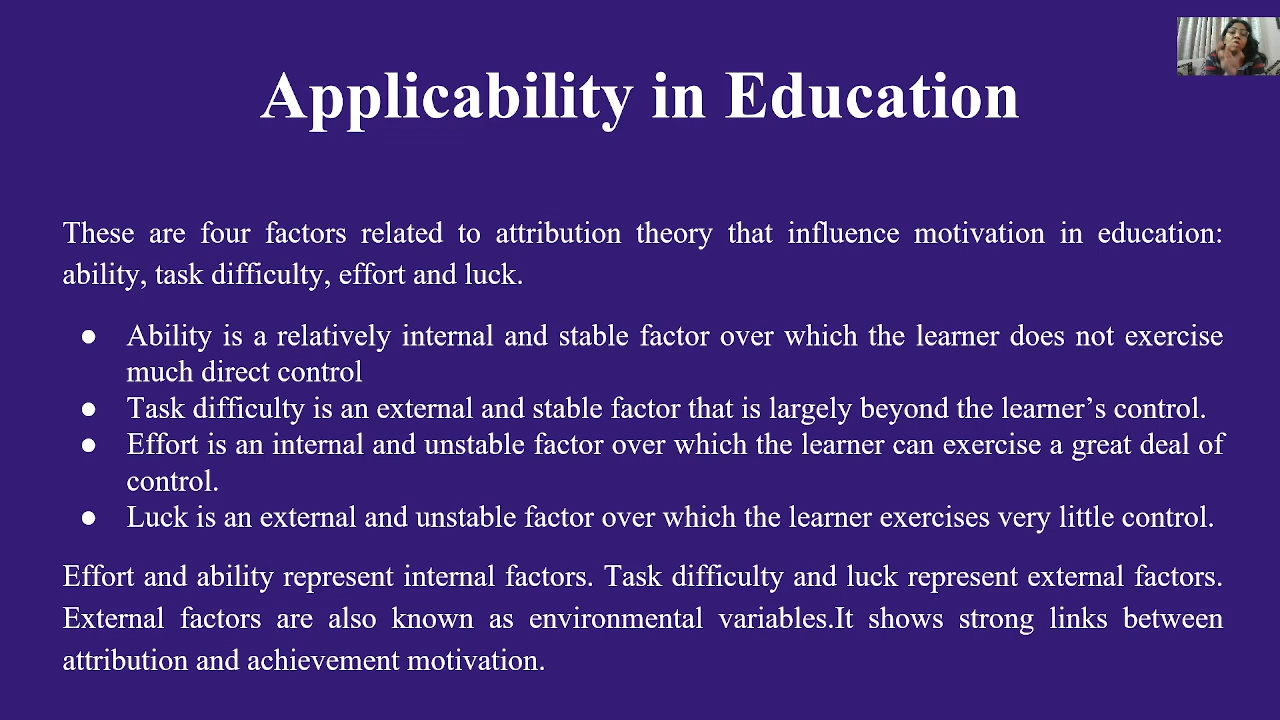 Applicability in Education
These are four factors related to attribution theory that influence motivation in education:
ability, task difficulty, effort and luck.
● Ability is a relatively internal and stable factor over which the learner does not exercise
much direct control
● Task difficulty is an external and stable factor that is largely beyond the learner’s control.
● Effort is an internal and unstable factor over which the learner can exercise a great deal of
control.
● Luck is an external and unstable factor over which the learner exercises very little control.
Effort and ability represent internal factors. Task difficulty and luck represent external factors.
External factors are also known as environmental variables.It shows strong links between
attribution and achievement motivation.